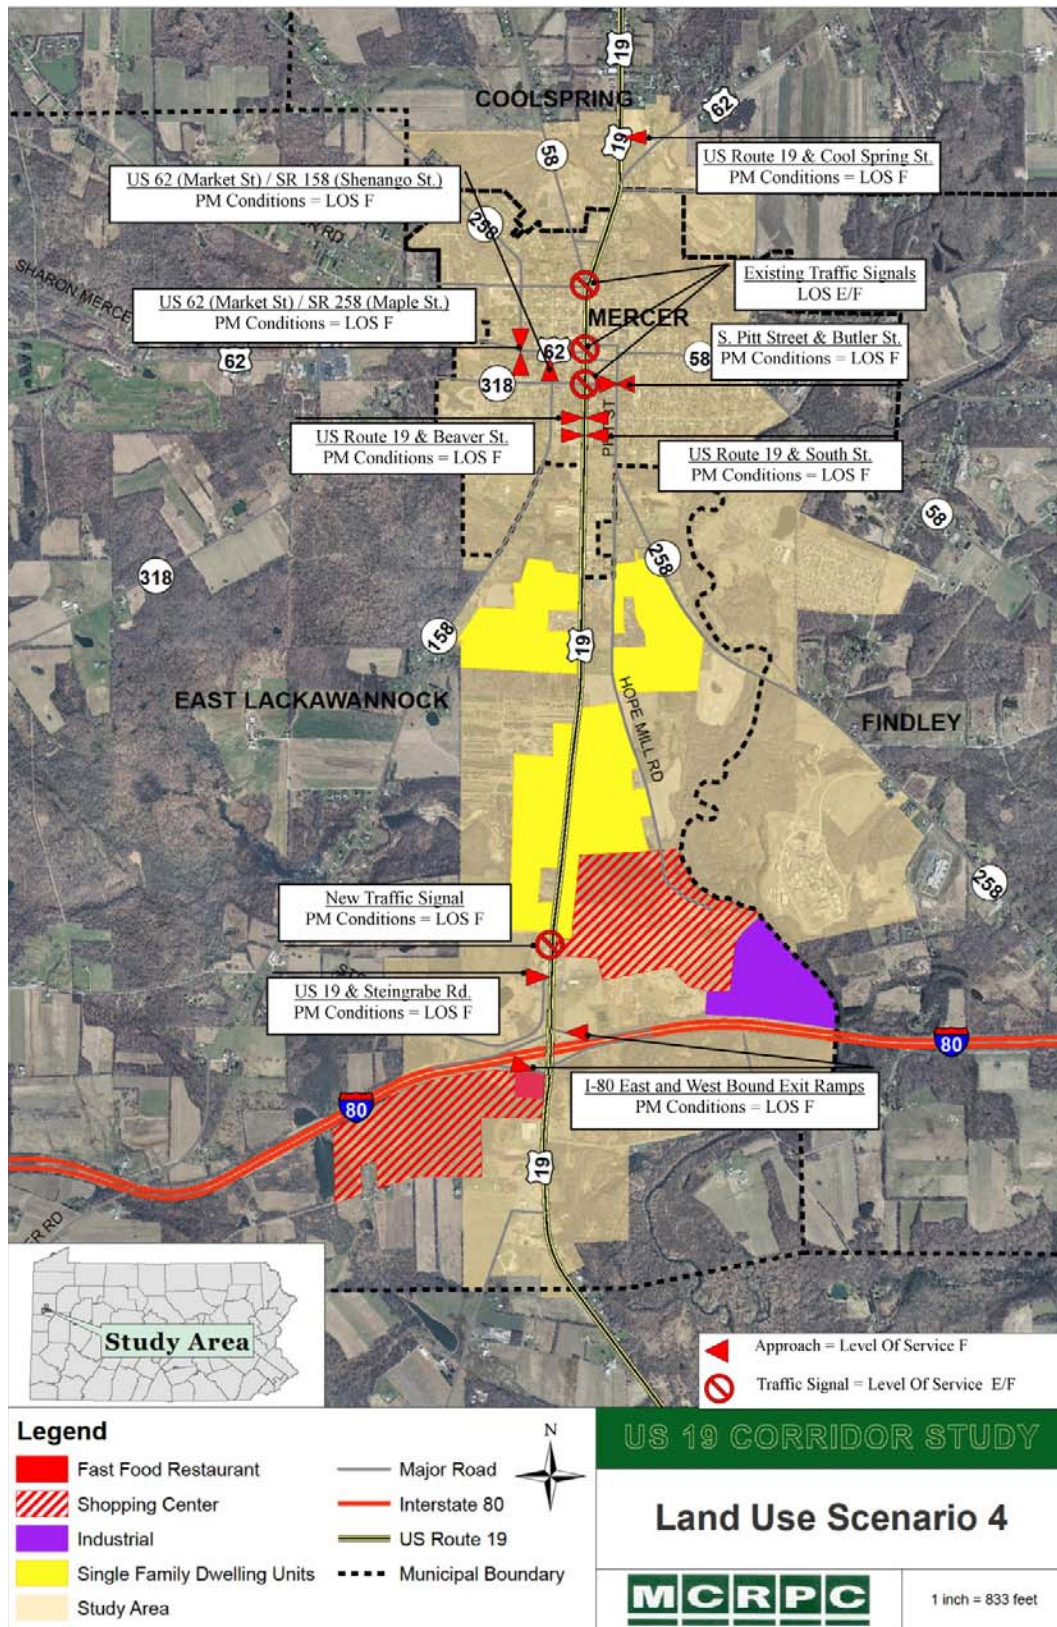 19
COOLSPRING
62
19
58
US Route 19 & Cool Spring St.
PM Conditions = LOS F
US 62 (Market St) / SR 158 (Shenango St.)
PM Conditions = LOS F
258
RD
SHARON MERCE
Existing Traffic Signals
LOS E/F
US 62 (Market St) / SR 258 (Maple St.)
PM Conditions = LOS F
MERCER
S. Pitt Street & Butler St.
PM Conditions = LOS F
62
62
58
318
US Route 19 & Beaver St.
PM Conditions = LOS F
ST
US Route 19 & South St.
PM Conditions = LOS F
58
258
318
158
19
EAST LACKAWANNOCK
HOPE MILL RD
FINDLEY
258
New Traffic Signal
PM Conditions = LOS F
US 19 & Steingrabe Rd.
PM Conditions = LOS F
80
I-80 East and West Bound Exit Ramps
PM Conditions = LOS F
80
19
ER RD
Study Area
Approach = Level Of Service F
Traffic Signal = Level Of Service E/F
Legend
Fast Food Restaurant
Shopping Center
Industrial
Single Family Dwelling Units
Study Area
Major Road
Interstate 80
US Route 19
Municipal Boundary
N
US 19 CORRIDOR STUDY
Land Use Scenario 4
MCRPC
1 inch = 833 feet